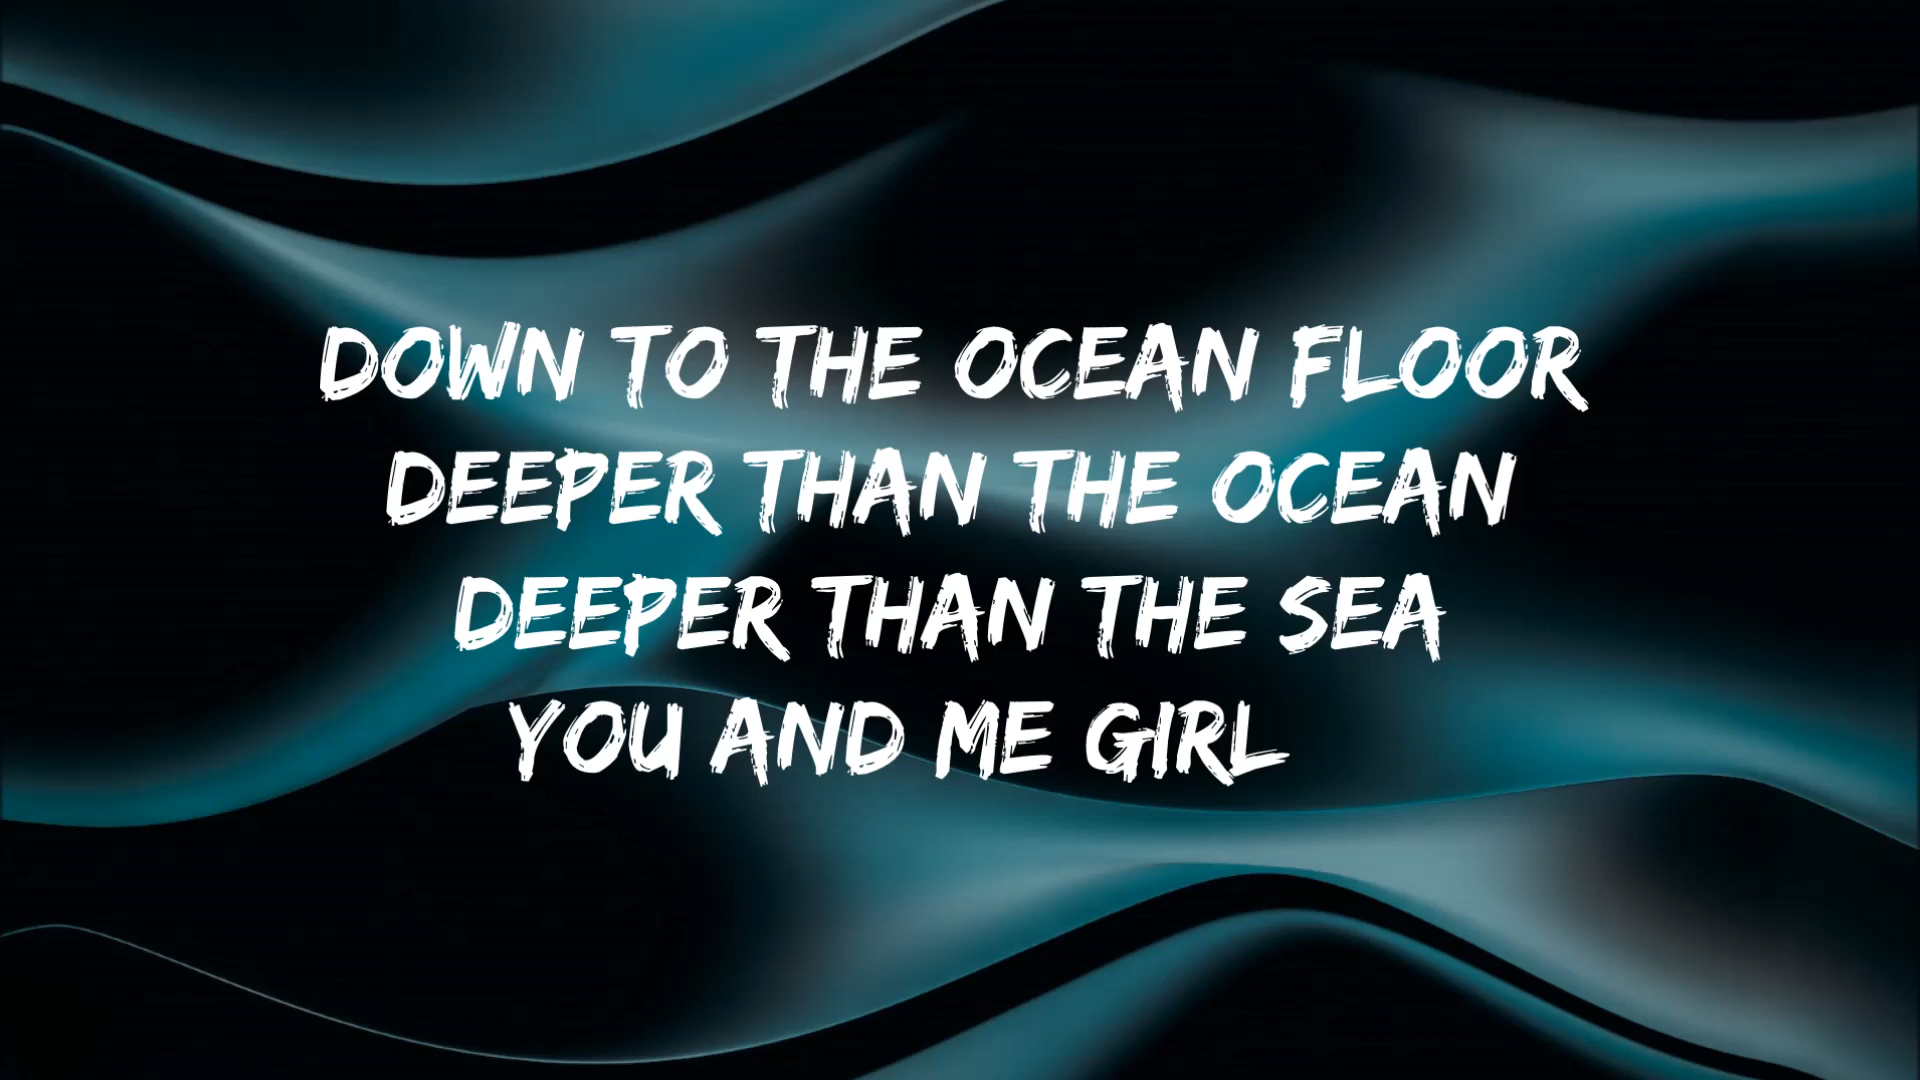 DOWN TO THE OCEAN FLOOR
DEEPER THAN THE OCEAN
DEEPER THAN THE SEA
YOU AND ME GIRL